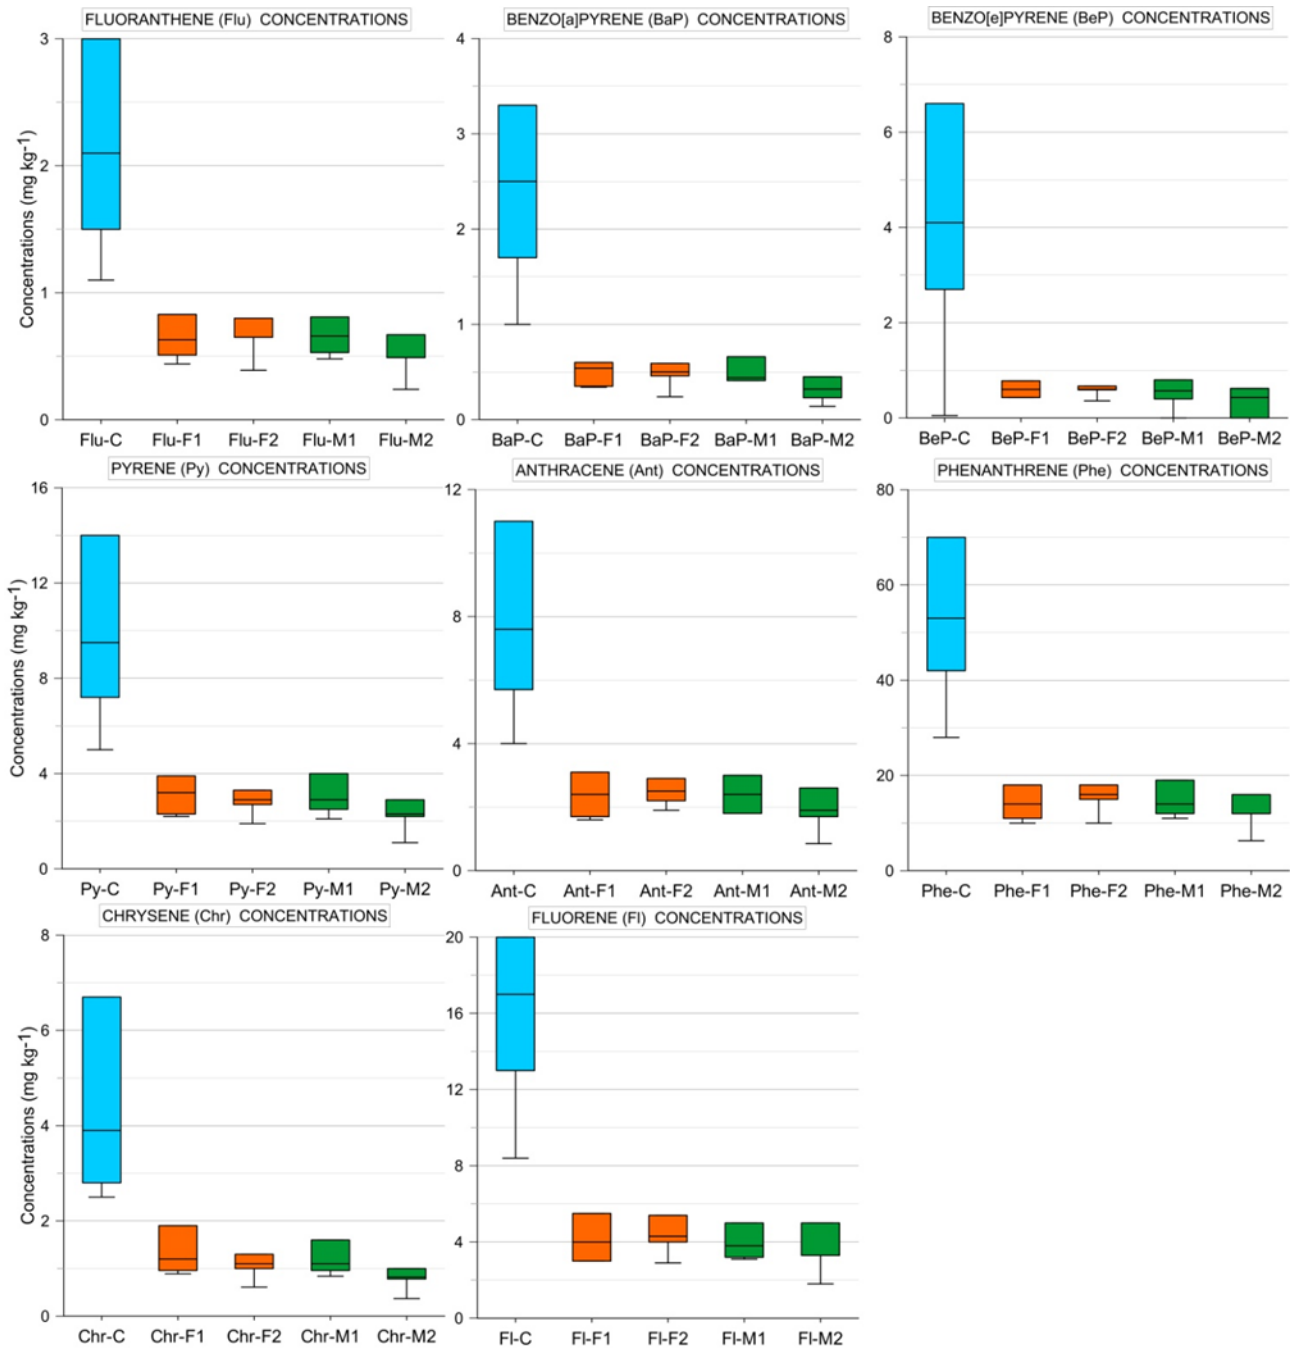 FLUORANTHENE (Flu) CONCENTRATIONS
3
2
1
0
Concentrations (mg kg-1)
Flu-C Flu-F1 Flu-F2 Flu-M1 Flu-M2
BENZO[a]PYRENE (BaP) CONCENTRATIONS
4
3
2
1
0
BaP-C BaP-F1 BaP-F2 BaP-M1 BaP-M2
BENZO[e]PYRENE (BeP) CONCENTRATIONS
8
6
4
2
0
BeP-C BeP-F1 BeP-F2 BeP-M1 BeP-M2
PYRENE (Py) CONCENTRATIONS
16
12
8
4
0
Concentrations (mg kg-1)
Py-C Py-F1 Py-F2 Py-M1 Py-M2
ANTHRACENE (Ant) CONCENTRATIONS
12
8
4
0
Ant-C Ant-F1 Ant-F2 Ant-M1 Ant-M2
PHENANTHRENE (Phe) CONCENTRATIONS
80
60
40
20
0
Phe-C Phe-F1 Phe-F2 Phe-M1 Phe-M2
CHRYSENE (Chr) CONCENTRATIONS
8
6
4
2
0
Concentrations (mg kg-1)
Chr-C Chr-F1 Chr-F2 Chr-M1 Chr-M2
FLUORENE (Fl) CONCENTRATIONS
20
16
12
8
4
0
Fl-C Fl-F1 Fl-F2 Fl-M1 Fl-M2